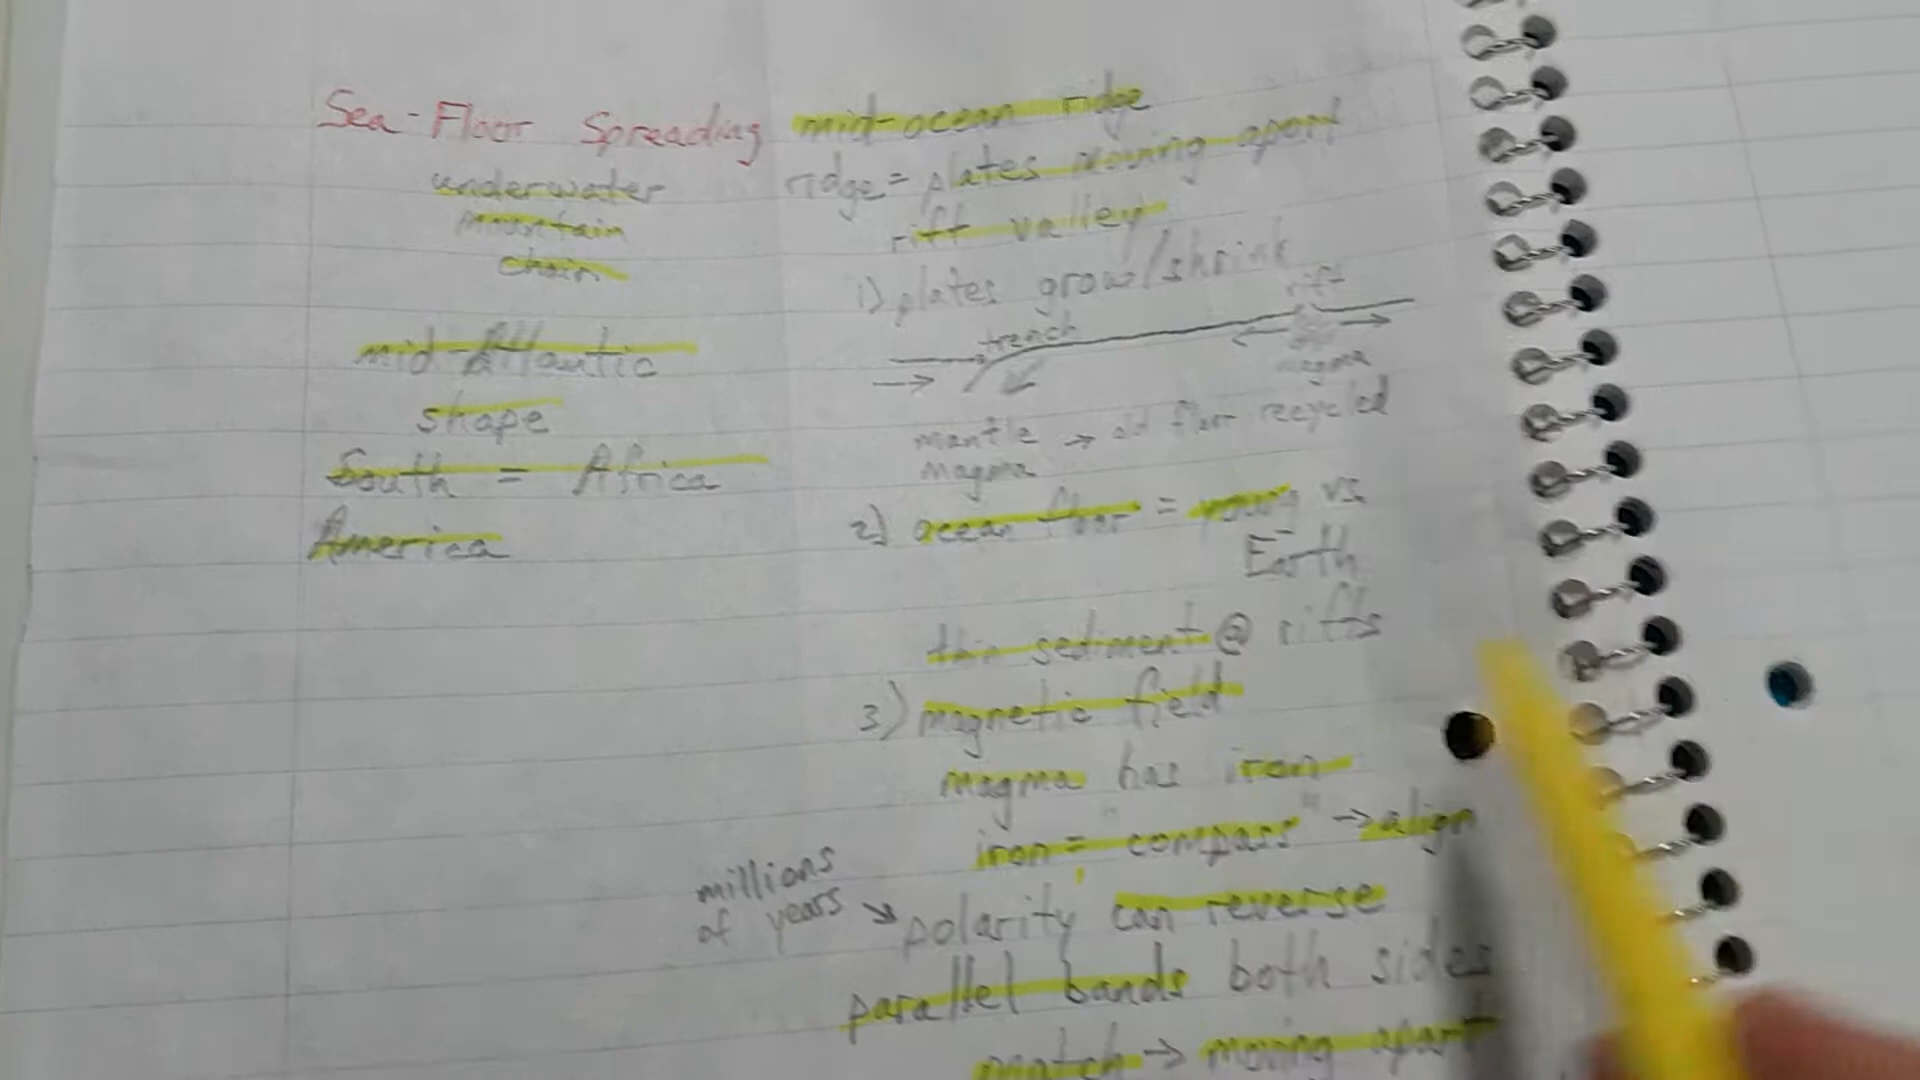 Sea-Floor Spreading
underwater
mountain
chain
mid-Atlantic
shape
South = Africa
America
mid-ocean ridge
ridge = plates moving apart
rift valley
1) plates grow/shrink
rift
trench
magma
mantle → old floor recycled
magma
2) ocean floor = young vs
Earth
thin sediment @ rifts
3) magnetic field
magma has iron
iron = "compass" → align
millions
of years ↘ polarity can reverse
parallel bands both sides
match → moving apart